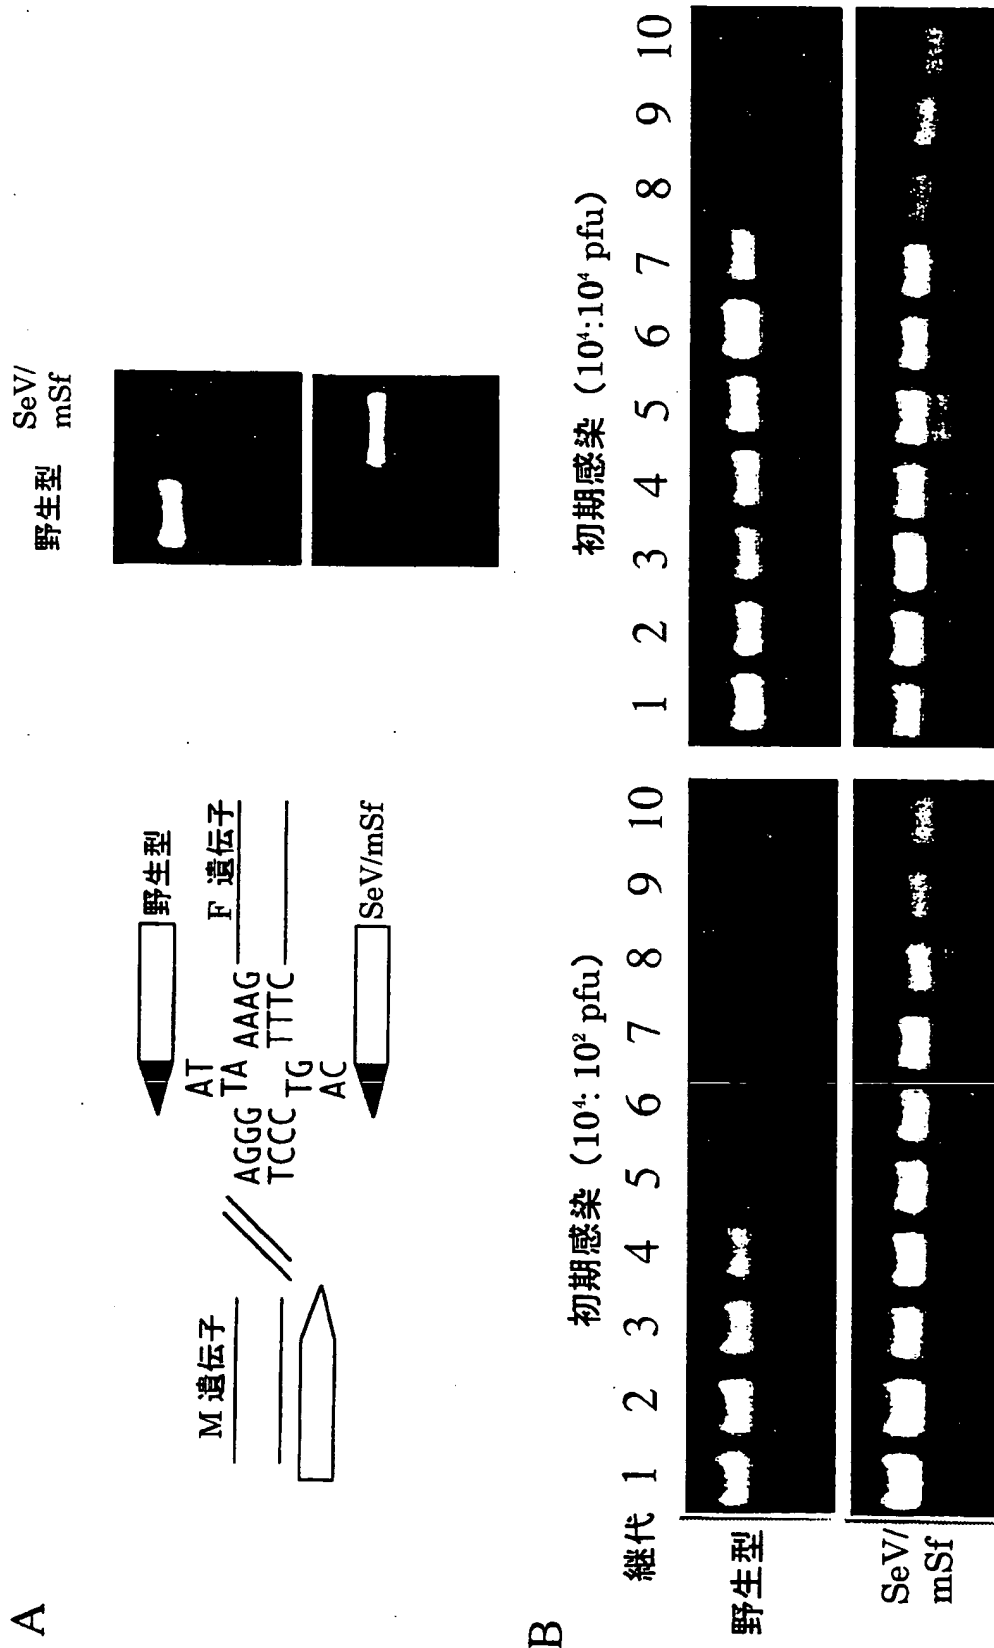 A
野生型
SeV/
mSf
M 遺伝子
F 遺伝子
野生型
AT
TA
AGGG
AAAG
TCCC
TTTC
TG
AC
SeV/mSf
B
初期感染 (10⁴: 10² pfu)
初期感染 (10⁴:10⁴ pfu)
継代 1 2 3 4 5 6 7 8 9 10
1 2 3 4 5 6 7 8 9 10
野生型
SeV/
mSf